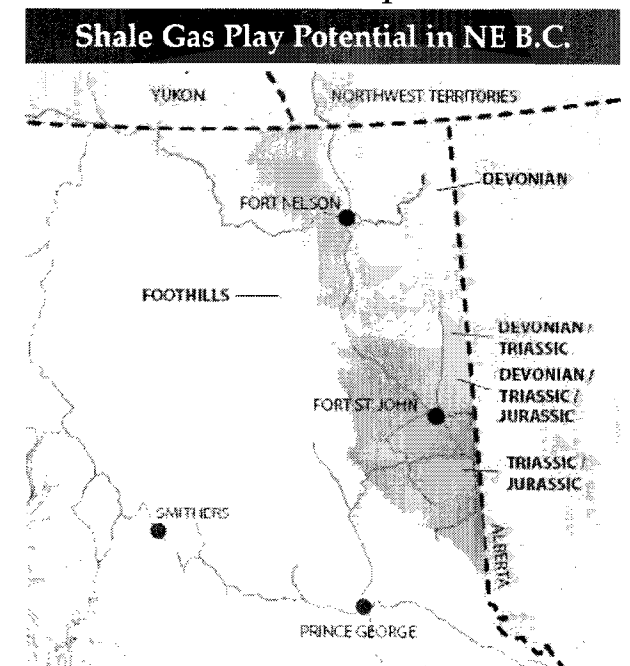 Shale Gas Play Potential in NE B.C.
YUKON
NORTHWEST TERRITORIES
DEVONIAN
FORT NELSON
FOOTHILLS
DEVONIAN /
TRIASSIC
DEVONIAN /
TRIASSIC /
JURASSIC
FORT ST JOHN
TRIASSIC /
JURASSIC
SMITHERS
ALBERTA
PRINCE GEORGE